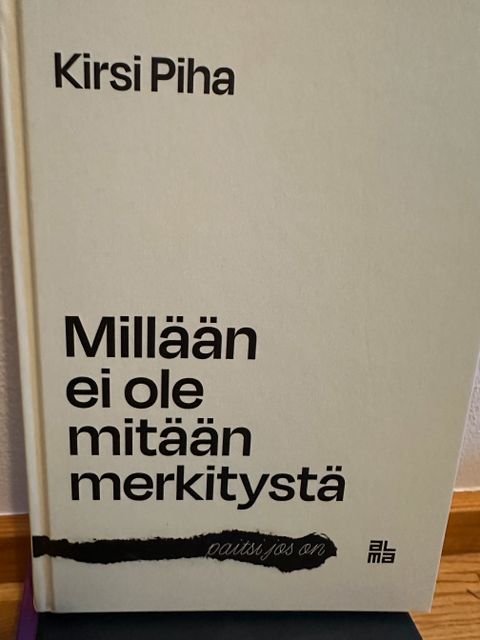 Kirsi Piha
Millään
ei ole
mitään
merkitystä
paitsi jos on
aL
ma